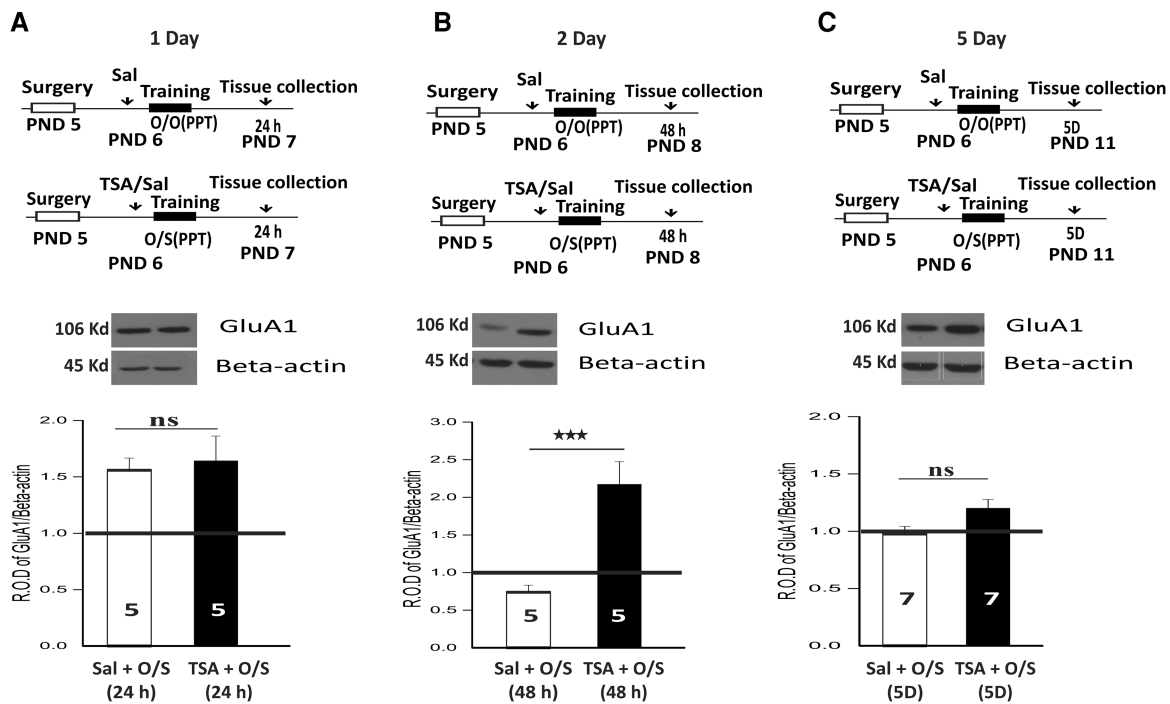 A
1 Day
Sal
Surgery
Training
Tissue collection
PND 5
O/O(PPT)
24 h
PND 6
PND 7
TSA/Sal
Tissue collection
Surgery
Training
PND 5
O/S(PPT)
24 h
PND 7
PND 6
106 Kd
GluA1
45 Kd
Beta-actin
R.O.D of GluA1/Beta-actin
2.0
1.5
1.0
0.5
0.0
ns
5
5
Sal + O/S
(24 h)
TSA + O/S
(24 h)
B
2 Day
Sal
Surgery
Training
Tissue collection
PND 5
O/O(PPT)
48 h
PND 6
PND 8
TSA/Sal
Tissue collection
Surgery
Training
PND 5
O/S(PPT)
48 h
PND 8
PND 6
106 Kd
GluA1
45 Kd
Beta-actin
R.O.D of GluA1/Beta-actin
3.0
2.5
2.0
1.5
1.0
0.5
0.0
★★★
5
5
Sal + O/S
(48 h)
TSA + O/S
(48 h)
C
5 Day
Sal
Surgery
Training
Tissue collection
PND 5
O/O(PPT)
5D
PND 6
PND 11
TSA/Sal
Tissue collection
Surgery
Training
PND 5
O/S(PPT)
5D
PND 11
PND 6
106 Kd
GluA1
45 Kd
Beta-actin
R.O.D of GluA1/Beta-actin
2.0
1.5
1.0
0.5
0.0
ns
7
7
Sal + O/S
(5D)
TSA + O/S
(5D)